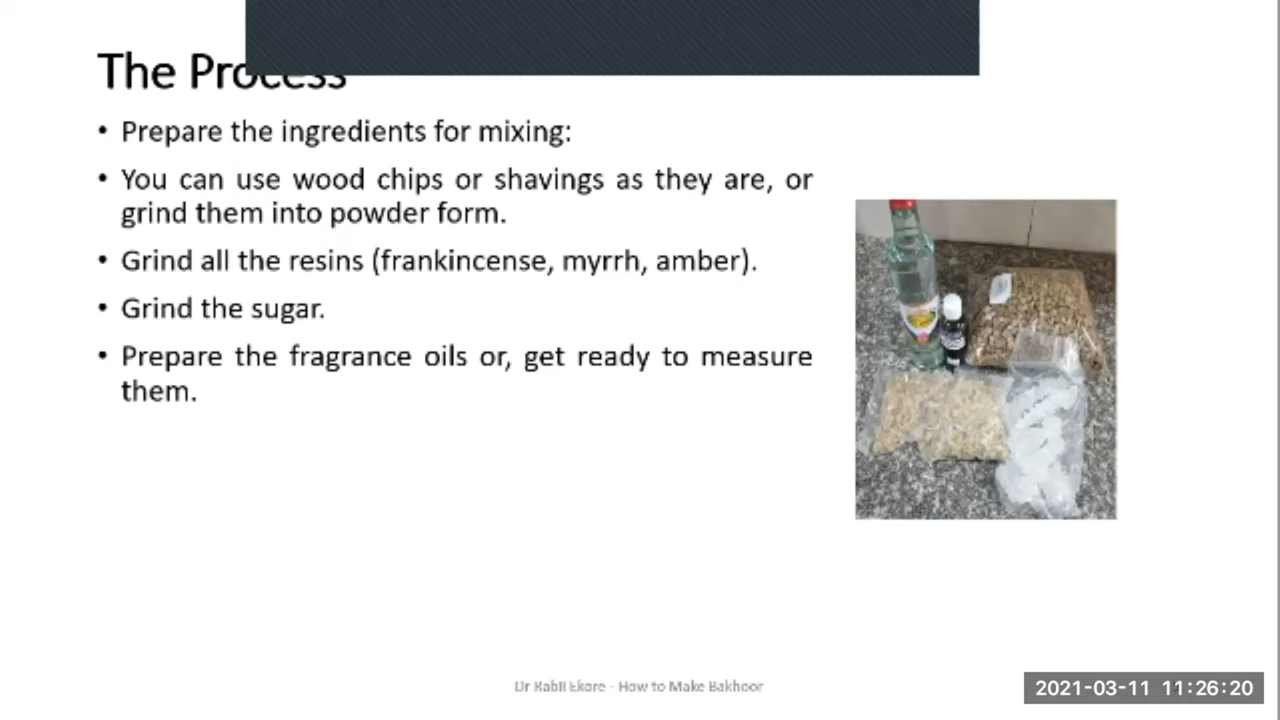 The Process
• Prepare the ingredients for mixing:
• You can use wood chips or shavings as they are, or
grind them into powder form.
• Grind all the resins (frankincense, myrrh, amber).
• Grind the sugar.
• Prepare the fragrance oils or, get ready to measure
them.
Dr Kabil Ekore - How to Make Bakhoor
2021-03-11 11:26:20